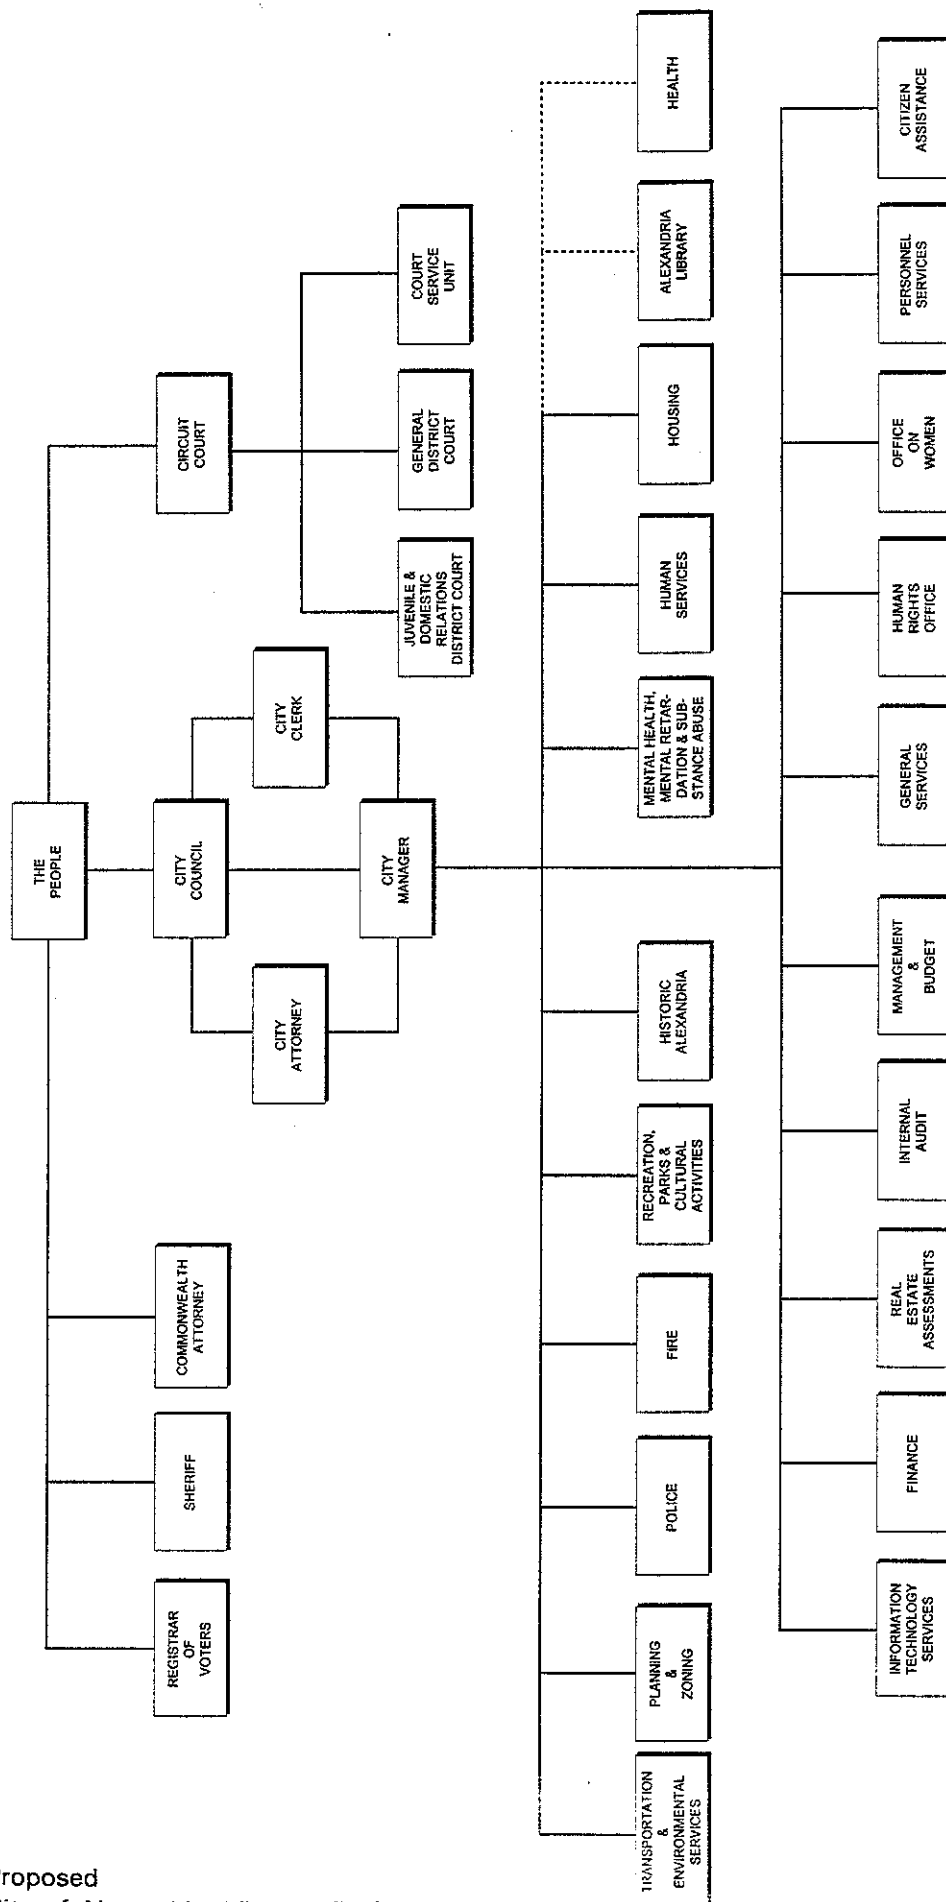 THE
PEOPLE
REGISTRAR
OF
VOTERS
SHERIFF
COMMONWEALTH
ATTORNEY
CITY
COUNCIL
CIRCUIT
COURT
CITY
ATTORNEY
CITY
CLERK
CITY
MANAGER
JUVENILE &
DOMESTIC
RELATIONS
DISTRICT COURT
GENERAL
DISTRICT
COURT
COURT
SERVICE
UNIT
TRANSPORTATION
&
ENVIRONMENTAL
SERVICES
PLANNING
&
ZONING
POLICE
FIRE
RECREATION,
PARKS &
CULTURAL
ACTIVITIES
HISTORIC
ALEXANDRIA
MENTAL HEALTH,
MENTAL RETAR-
DATION & SUB-
STANCE ABUSE
HUMAN
SERVICES
HOUSING
ALEXANDRIA
LIBRARY
HEALTH
INFORMATION
TECHNOLOGY
SERVICES
FINANCE
REAL
ESTATE
ASSESSMENTS
INTERNAL
AUDIT
MANAGEMENT
&
BUDGET
GENERAL
SERVICES
HUMAN
RIGHTS
OFFICE
OFFICE
ON
WOMEN
PERSONNEL
SERVICES
CITIZEN
ASSISTANCE
Proposed